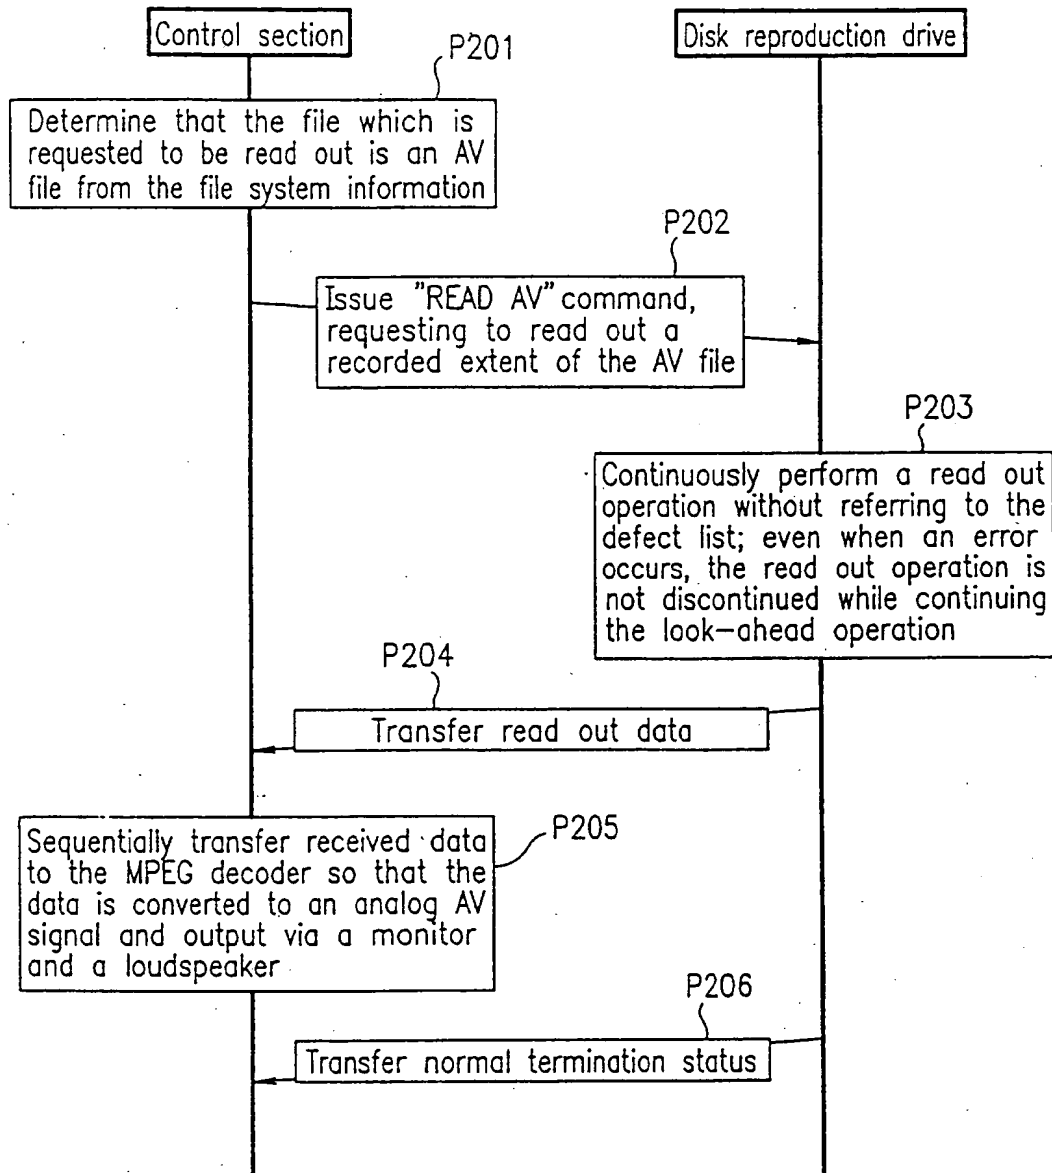 Control section
Disk reproduction drive
P201
Determine that the file which is
requested to be read out is an AV
file from the file system information
P202
Issue "READ AV" command,
requesting to read out a
recorded extent of the AV file
P203
Continuously perform a read out
operation without referring to the
defect list; even when an error
occurs, the read out operation is
not discontinued while continuing
the look-ahead operation
P204
Transfer read out data
P205
Sequentially transfer received data
to the MPEG decoder so that the
data is converted to an analog AV
signal and output via a monitor
and a loudspeaker
P206
Transfer normal termination status